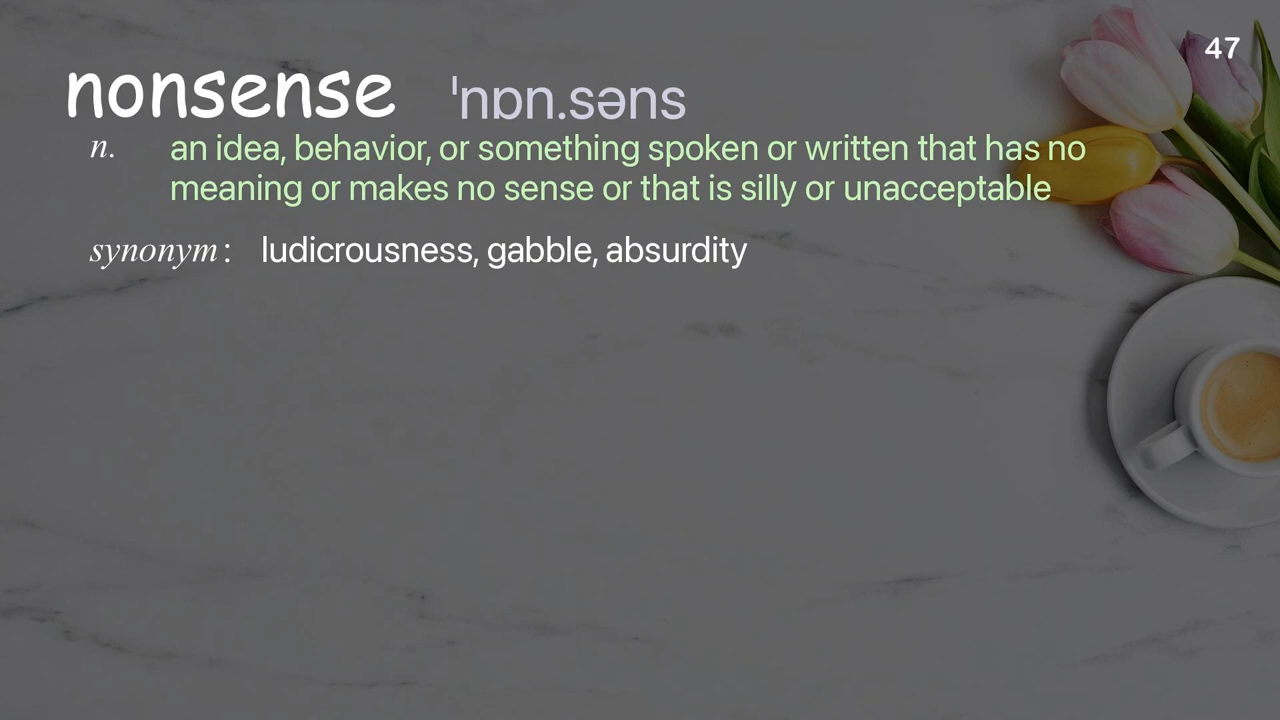 47
nonsense ˈnɒn.səns
n. an idea, behavior, or something spoken or written that has no
meaning or makes no sense or that is silly or unacceptable
synonym : ludicrousness, gabble, absurdity